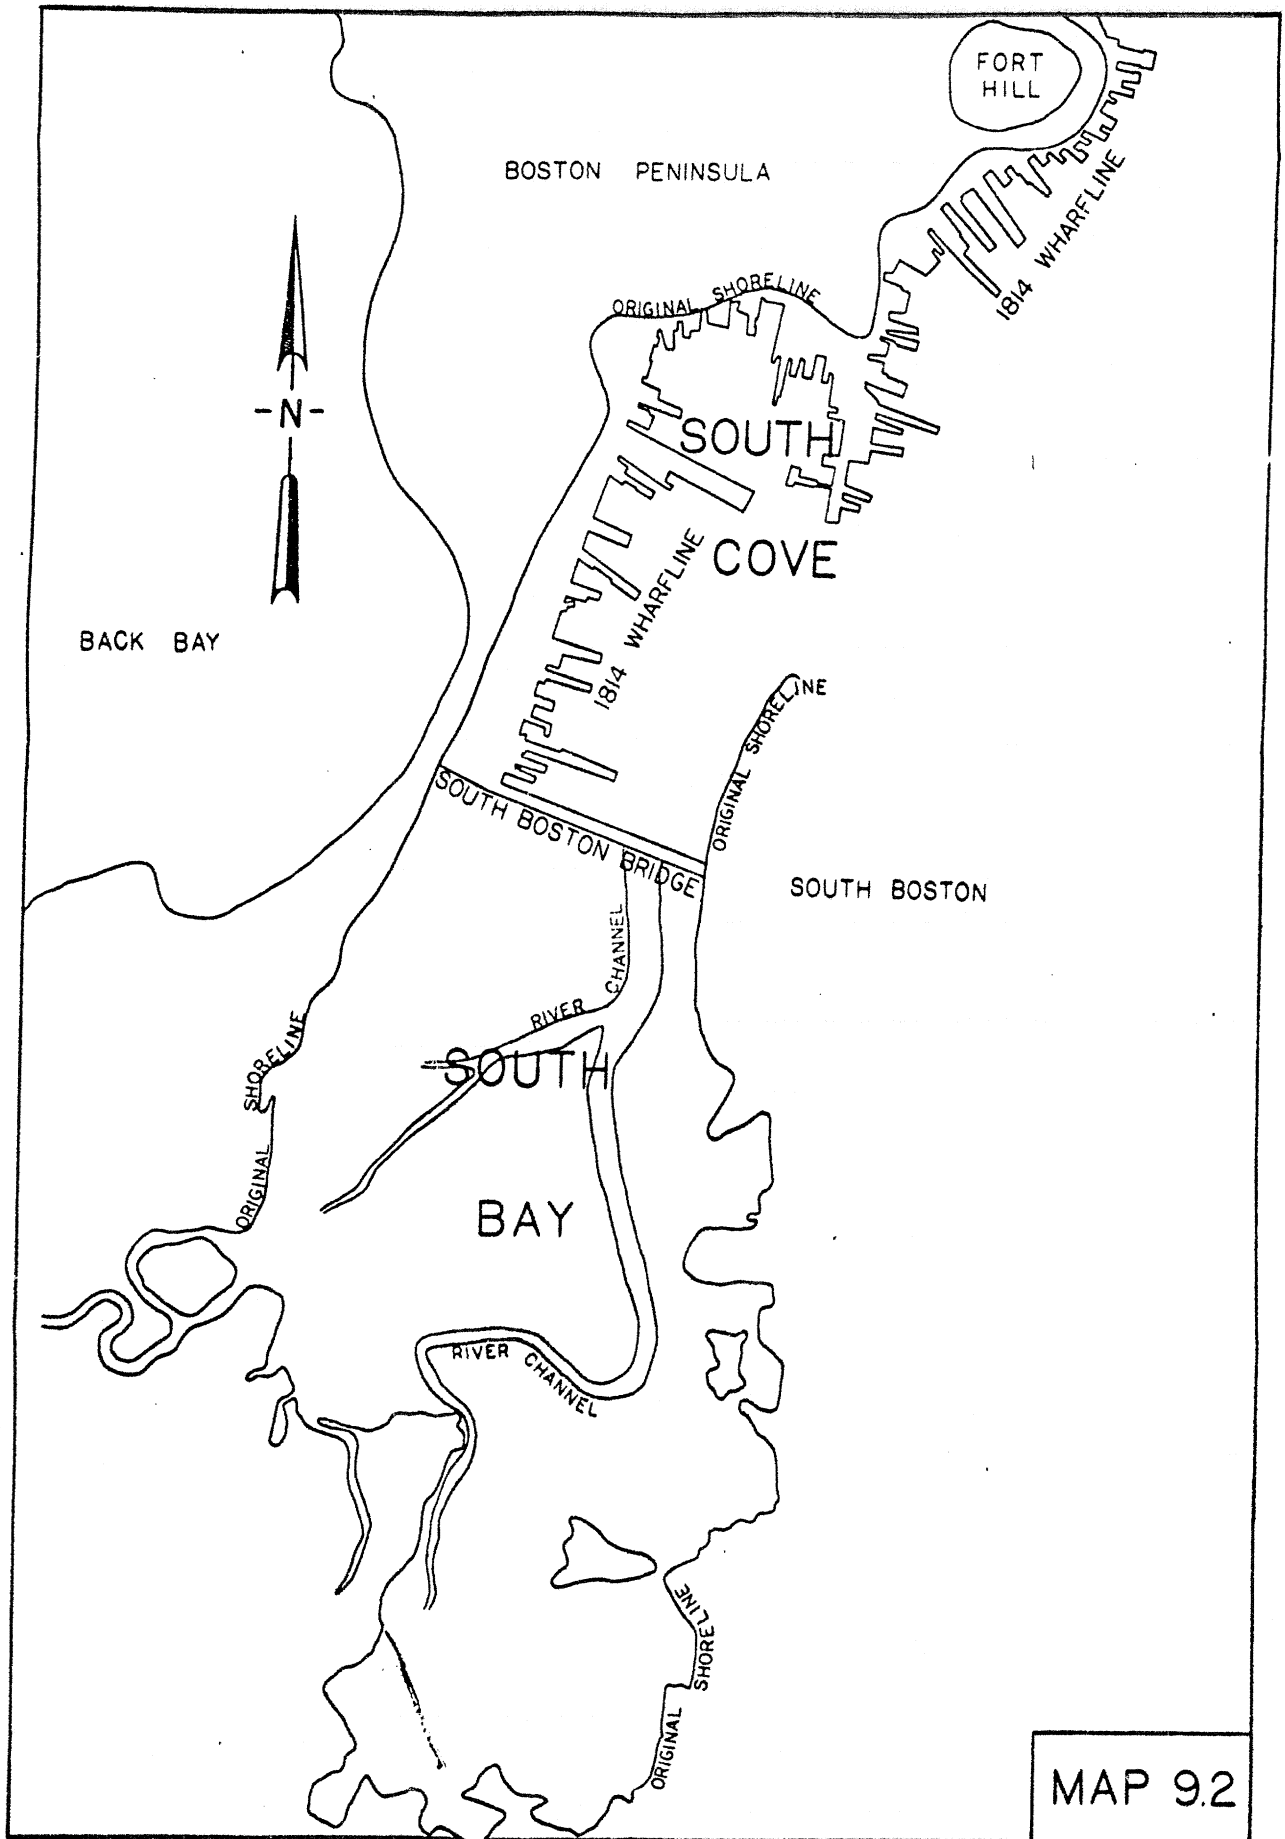 FORT
HILL
BOSTON PENINSULA
1814 WHARFLINE
ORIGINAL SHORELINE
-N-
SOUTH
COVE
1814 WHARFLINE
BACK BAY
ORIGINAL SHORELINE
SOUTH BOSTON BRIDGE
SOUTH BOSTON
RIVER CHANNEL
ORIGINAL SHORELINE
SOUTH
BAY
RIVER CHANNEL
ORIGINAL SHORELINE
MAP 9.2